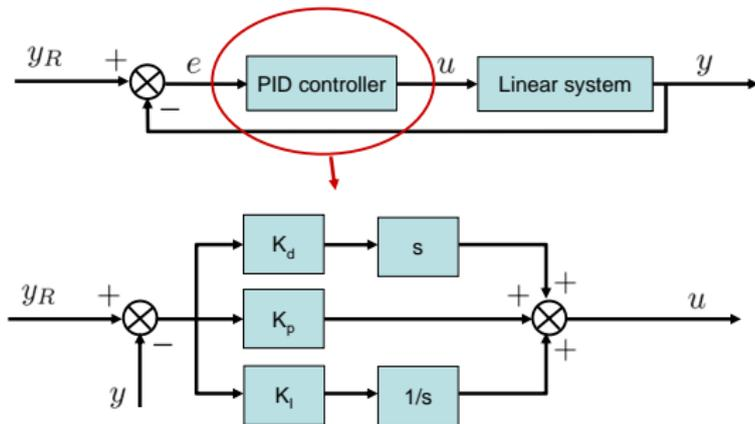 y_R + e PID controller u Linear system y
−
K_d s
+
y_R + K_p + u
−
+
y K_I 1/s